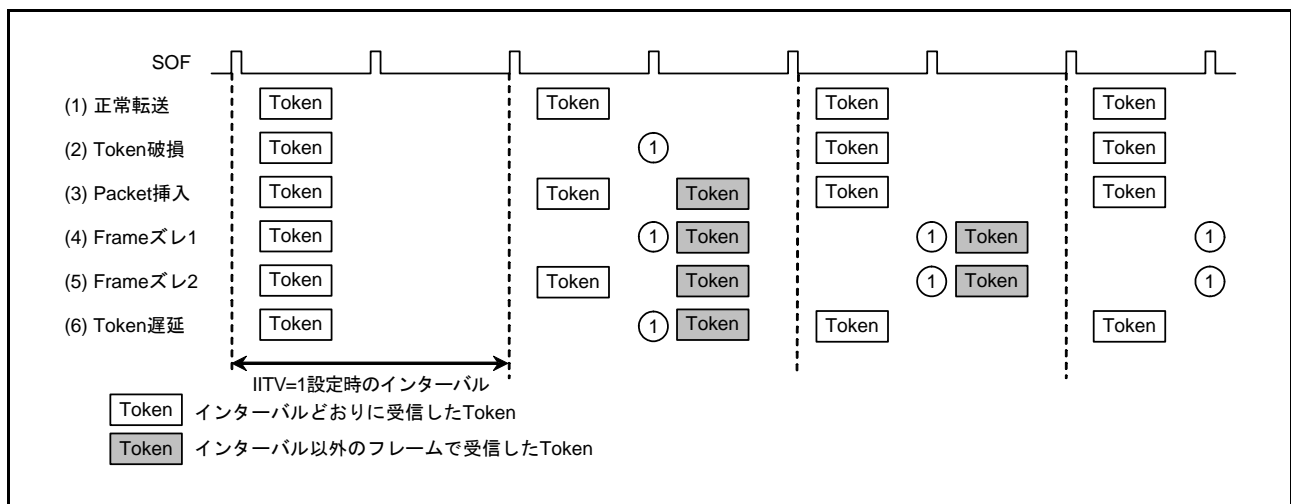 SOF
(1) 正常転送 Token Token Token Token
(2) Token破損 Token 1 Token Token
(3) Packet挿入 Token Token Token Token Token
(4) Frameズレ1 Token 1 Token 1 Token 1
(5) Frameズレ2 Token Token Token 1 Token 1
(6) Token遅延 Token 1 Token Token Token
IITV=1設定時のインターバル
Token インターバルどおりに受信したToken
Token インターバル以外のフレームで受信したToken